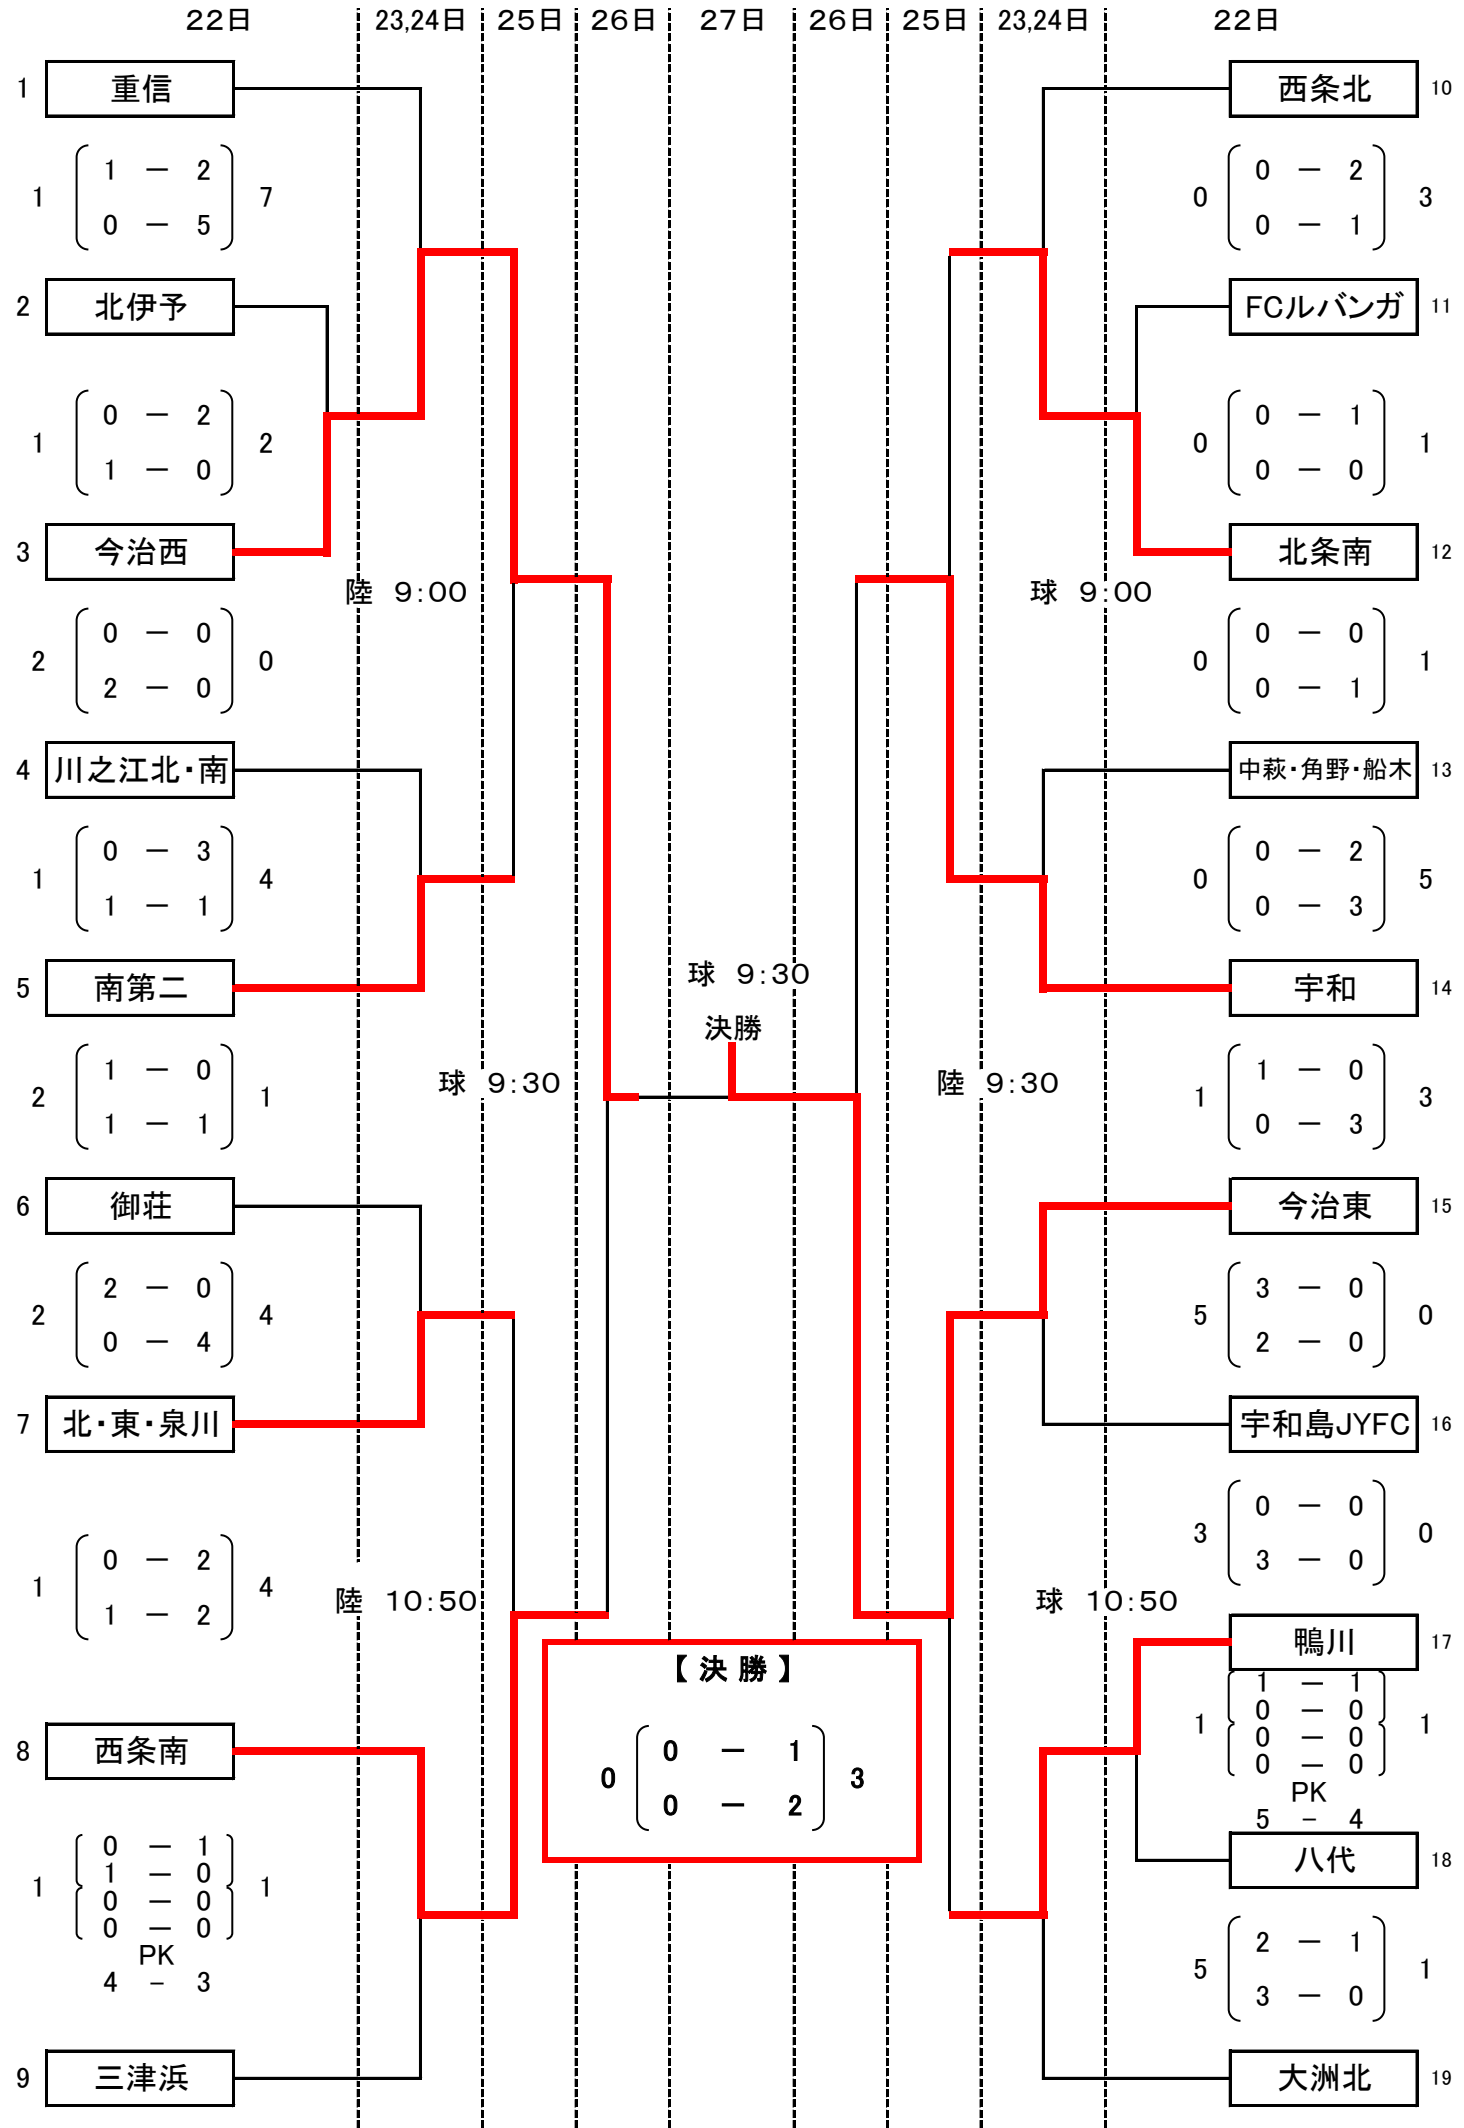 22日 23,24日 25日 26日 27日 26日 25日 23,24日 22日
1 重信
1 1 － 2 7
0 － 5
2 北伊予
1 0 － 2 2
1 － 0
3 今治西
陸 9:00
2 0 － 0 0
2 － 0
4 川之江北・南
1 0 － 3 4
1 － 1
5 南第二
2 1 － 0 1
1 － 1
球 9:30
6 御荘
2 2 － 0 4
0 － 4
7 北・東・泉川
1 0 － 2 4
1 － 2
陸 10:50
8 西条南
1 0 － 1 1
1 － 0
0 － 0
0 － 0
PK
4 － 3
9 三津浜
球 9:30
決勝
【 決 勝 】
0 0 － 1 3
0 － 2
西条北 10
0 0 － 2 3
0 － 1
FCルバンガ 11
0 0 － 1 1
0 － 0
北条南 12
球 9:00
0 0 － 0 1
0 － 1
中萩・角野・船木 13
0 0 － 2 5
0 － 3
宇和 14
1 1 － 0 3
0 － 3
陸 9:30
今治東 15
5 3 － 0 0
2 － 0
宇和島JYFC 16
3 0 － 0 0
3 － 0
球 10:50
鴨川 17
1 1 － 1 1
0 － 0
0 － 0
0 － 0
PK
5 － 4
八代 18
5 2 － 1 1
3 － 0
大洲北 19